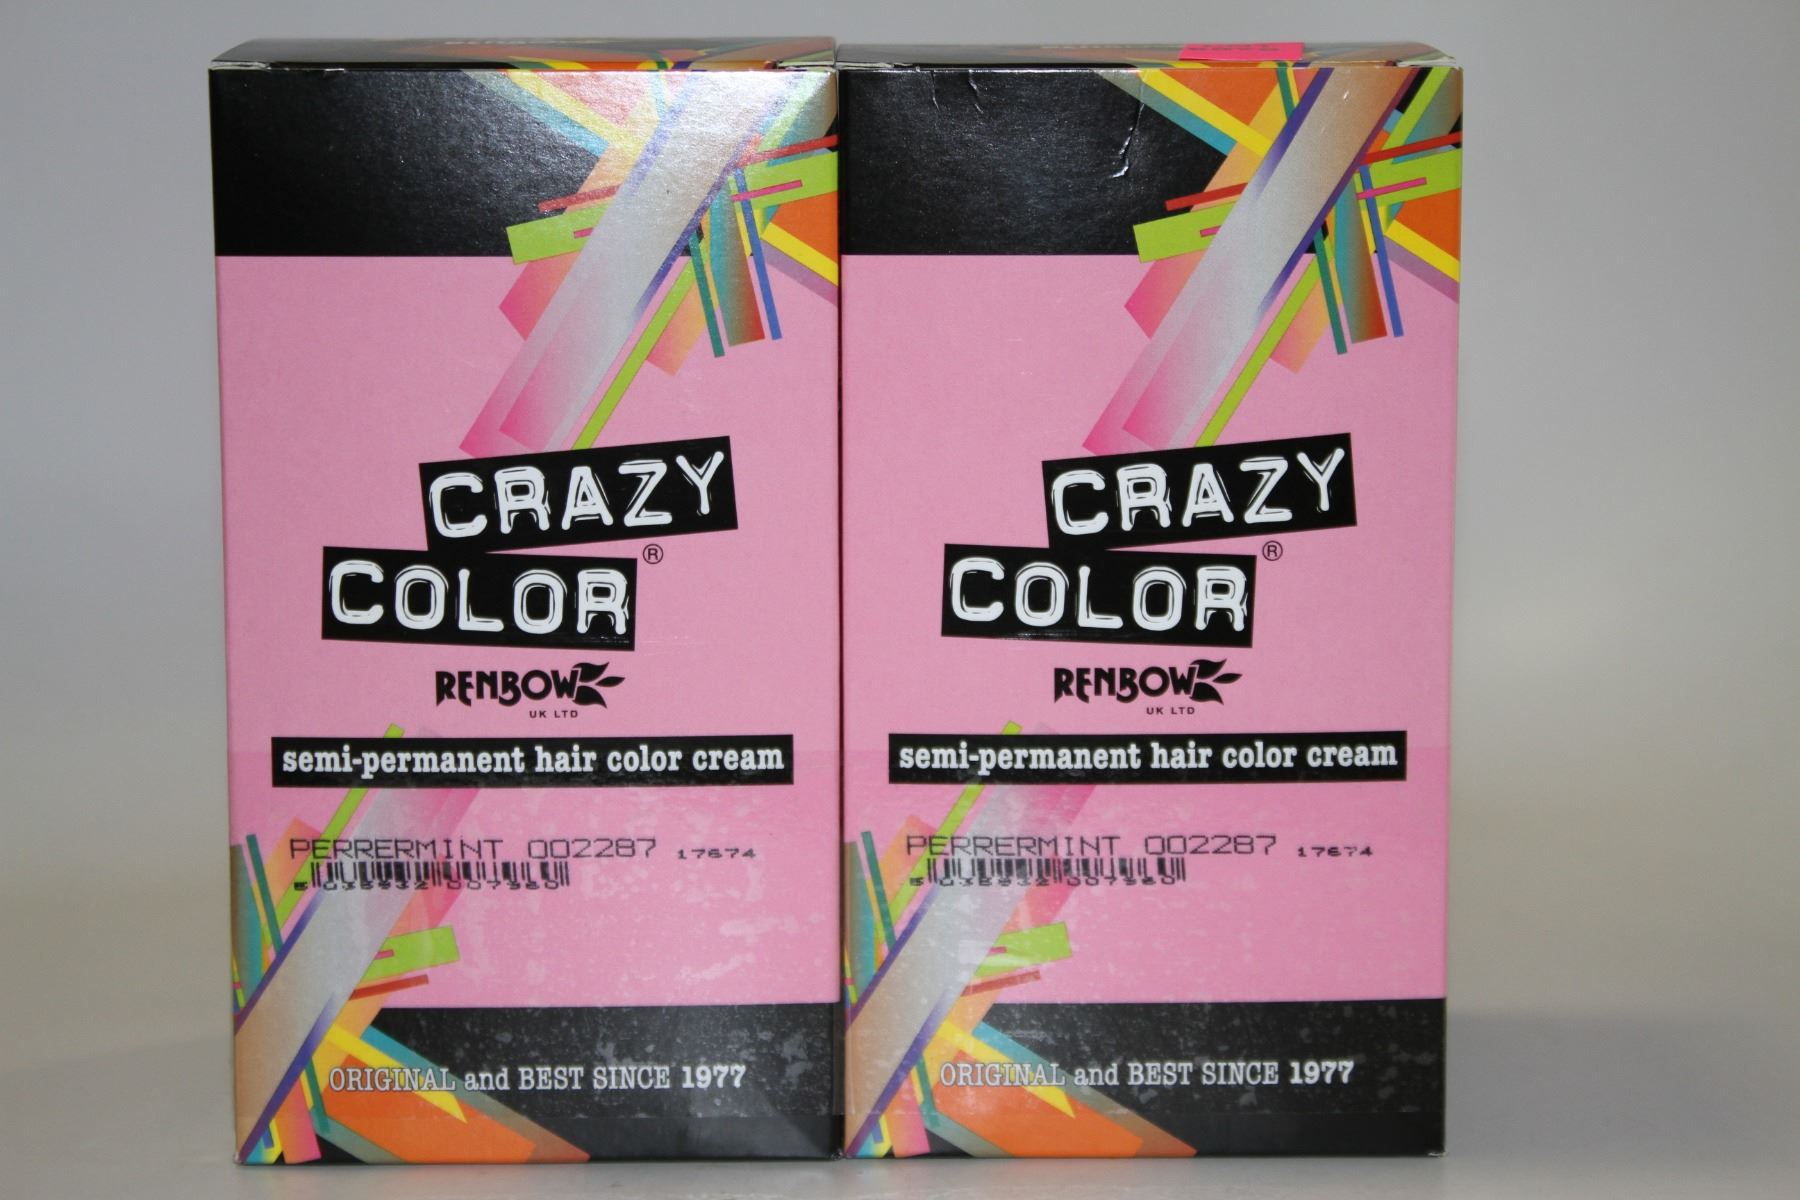 CRAZY
COLOR®
RENBOW
UK LTD
semi-permanent hair color cream
PERRERMINT 002287 17674
ORIGINAL and BEST SINCE 1977
CRAZY
COLOR®
RENBOW
UK LTD
semi-permanent hair color cream
PERRERMINT 002287 17674
ORIGINAL and BEST SINCE 1977